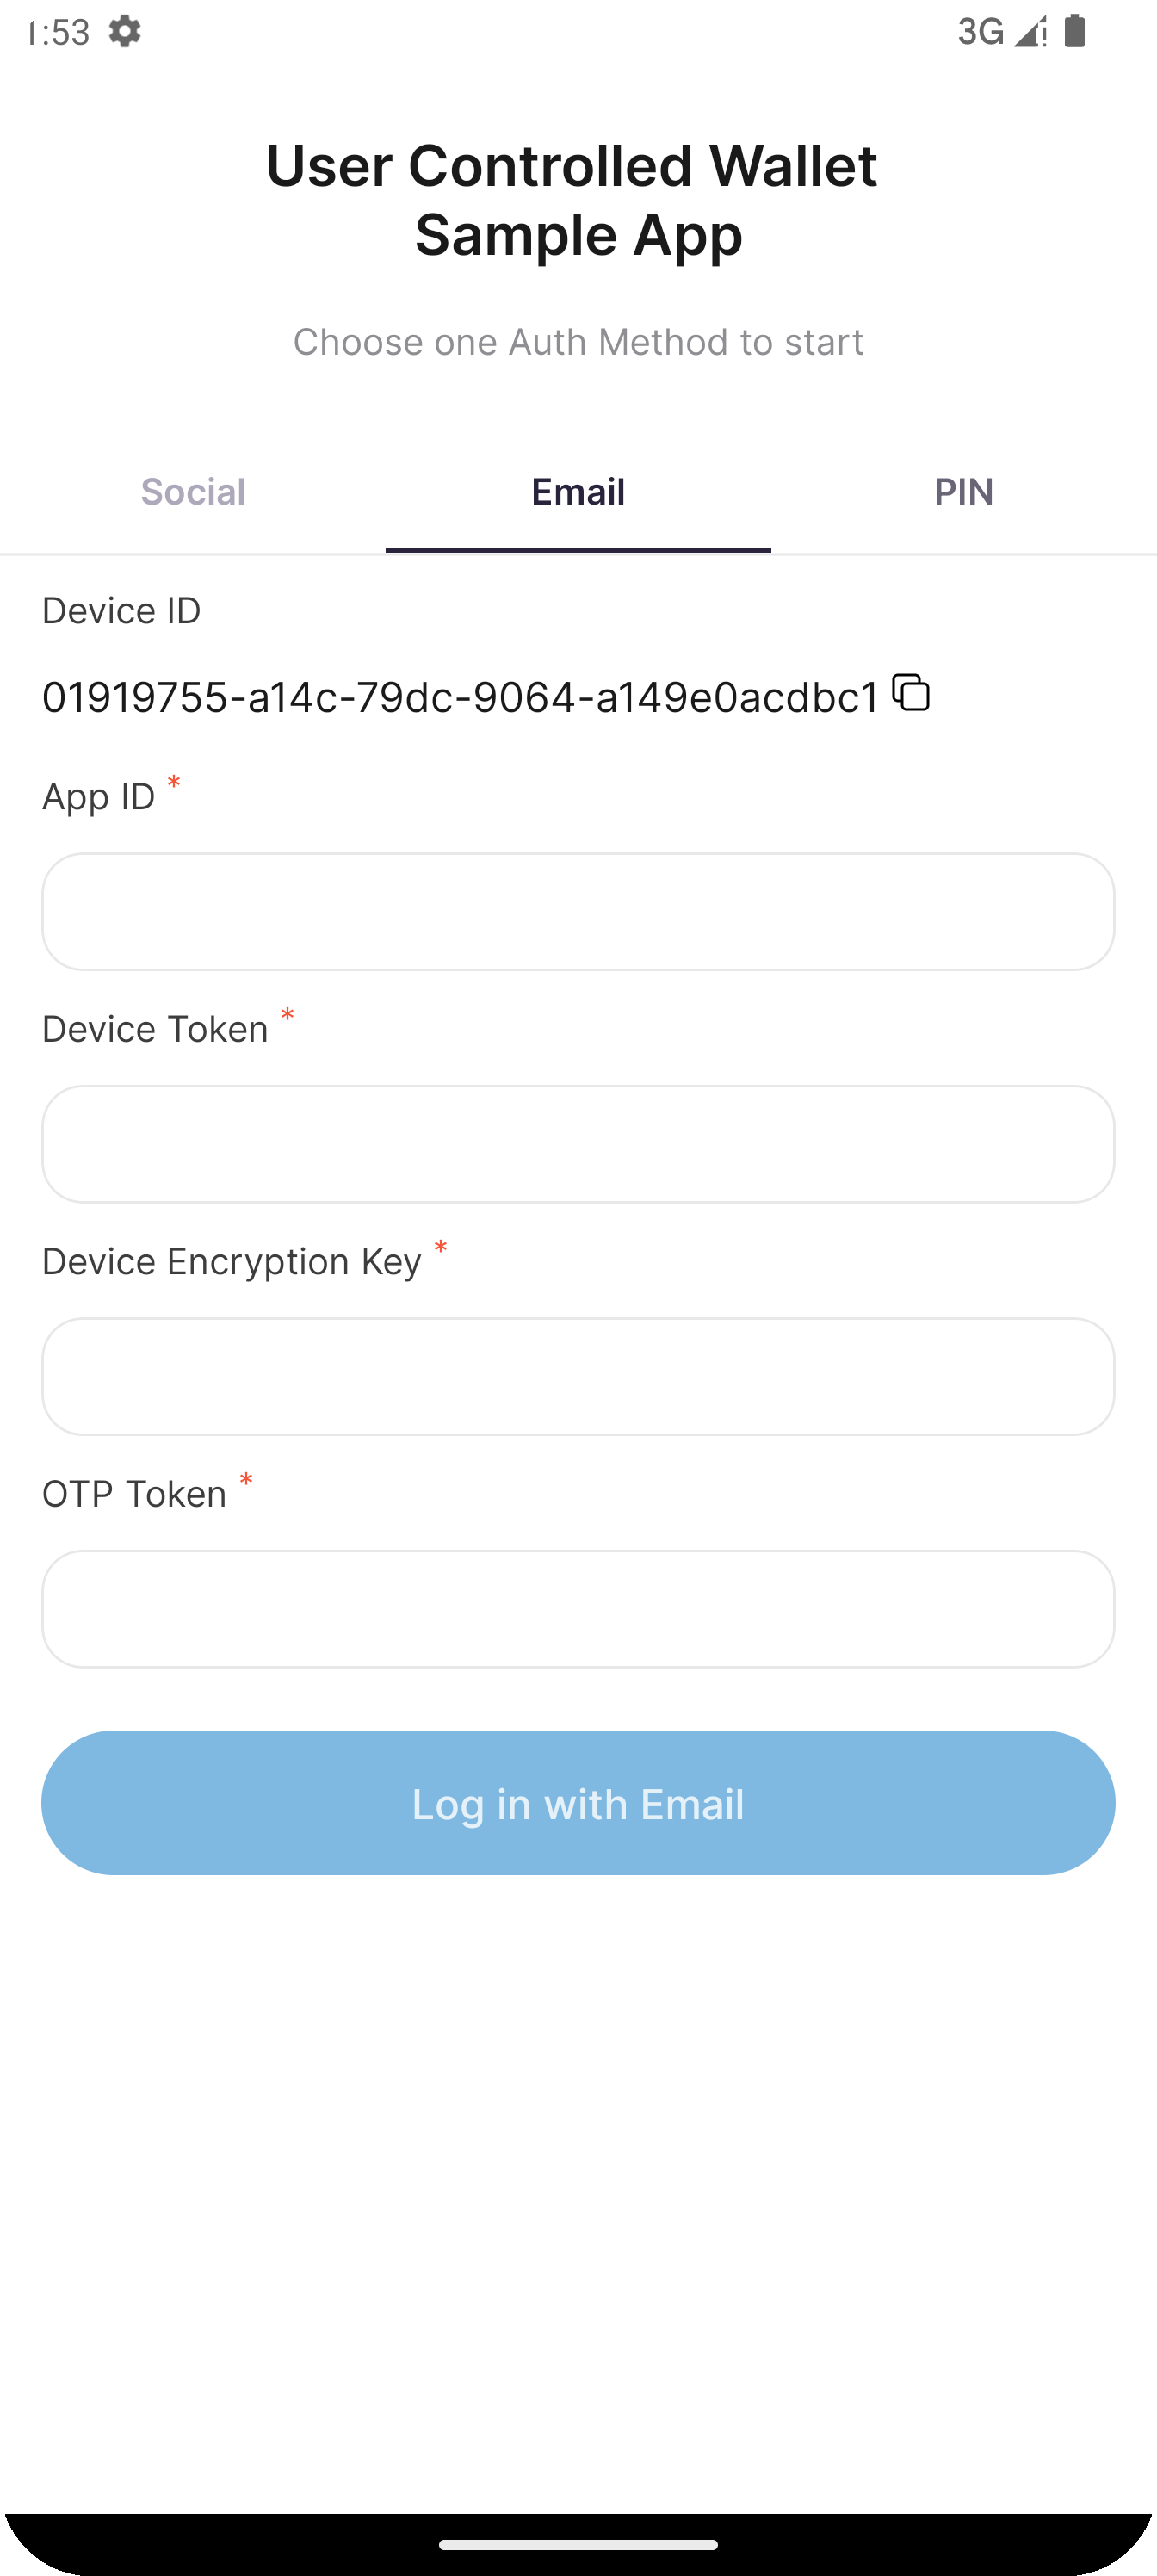 1:53
3G
User Controlled Wallet
Sample App
Choose one Auth Method to start
Social Email PIN
Device ID
01919755-a14c-79dc-9064-a149e0acdbc1
App ID *
Device Token *
Device Encryption Key *
OTP Token *
Log in with Email